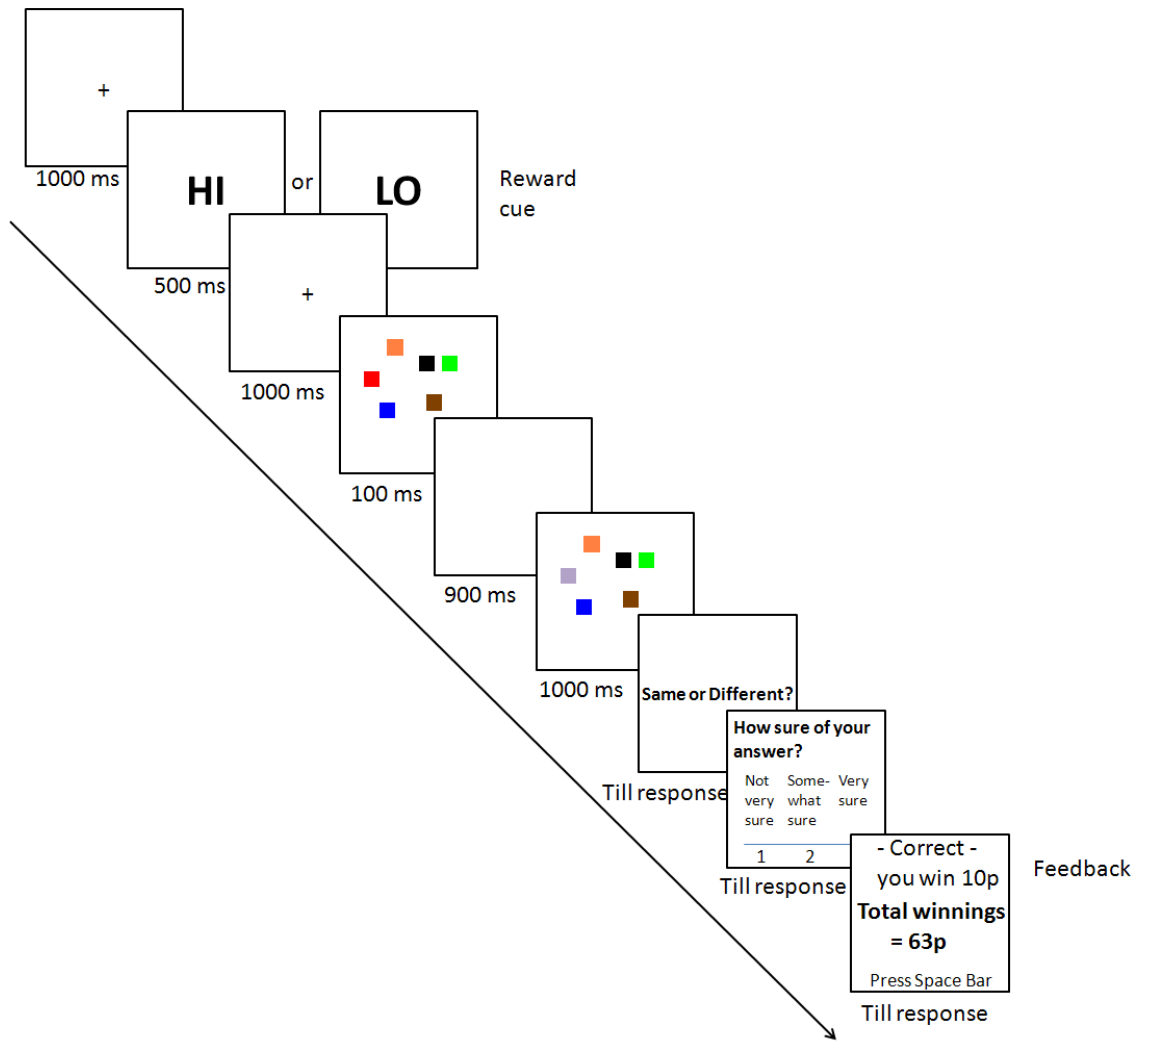 +
1000 ms
HI
or
LO
Reward
cue
500 ms
+
1000 ms
100 ms
900 ms
1000 ms
Same or Different?
Till response
How sure of your
answer?
Not Some- Very
very what sure
sure sure
1 2
Till response
- Correct -
you win 10p
Total winnings
= 63p
Press Space Bar
Feedback
Till response